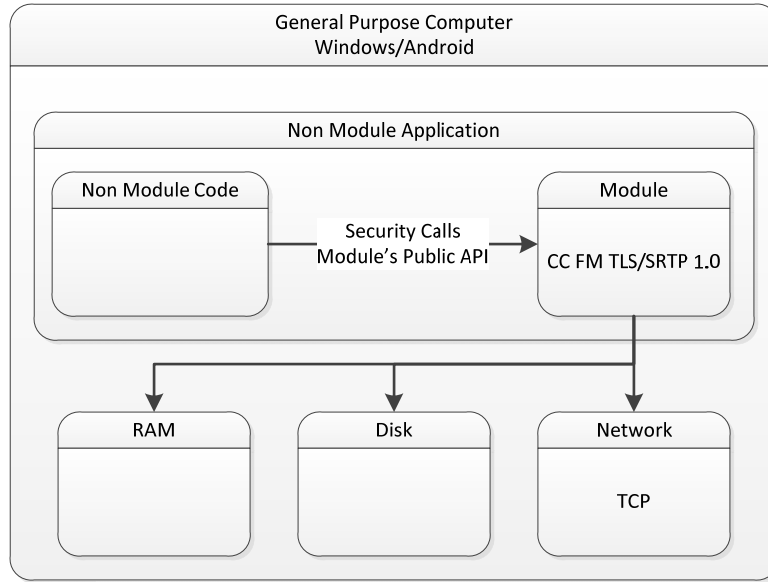 General Purpose Computer
Windows/Android
Non Module Application
Non Module Code
Module
Security Calls
Module's Public API
CC FM TLS/SRTP 1.0
RAM
Disk
Network
TCP